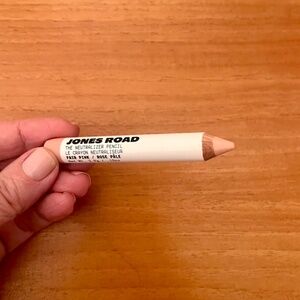 JONES ROAD
THE NEUTRALIZER PENCIL
LE CRAYON NEUTRALISEUR
FAIR PINK / ROSE PÂLE